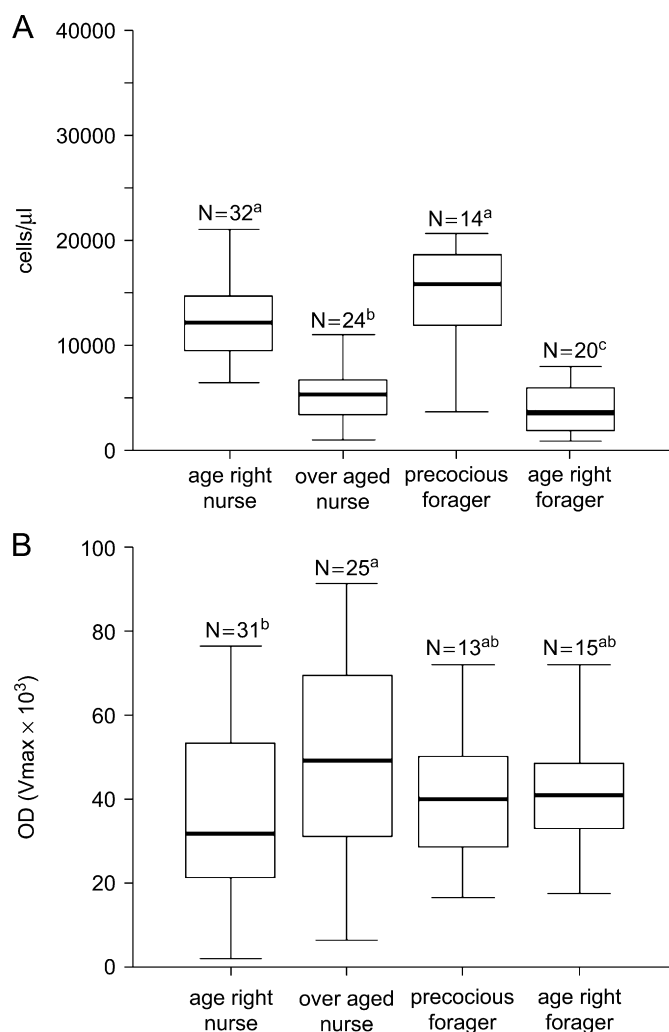 A
40000
30000
20000
10000
0
cells/µl
N=32ᵃ
N=24ᵇ
N=14ᵃ
N=20ᶜ
age right
nurse
over aged
nurse
precocious
forager
age right
forager
B
100
80
60
40
20
0
OD (Vmax × 10³)
N=31ᵇ
N=25ᵃ
N=13ᵃᵇ
N=15ᵃᵇ
age right
nurse
over aged
nurse
precocious
forager
age right
forager